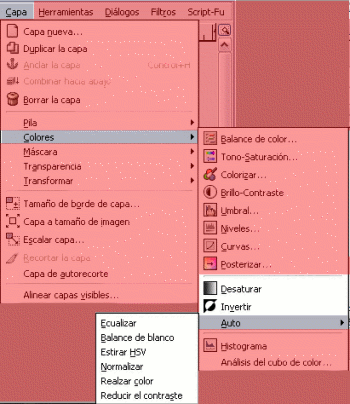 Capa Herramientas Diálogos Filtros Script-Fu
Capa nueva...
Duplicar la capa
Anclar la capa Control+H
Combinar hacia abajo
Borrar la capa
Pila
Colores
Máscara
Transparencia
Transformar
Tamaño de borde de capa...
Capa a tamaño de imagen
Escalar capa...
Recortar la capa
Capa de autorecorte
Alinear capas visibles...
Balance de color...
Tono-Saturación...
Colorizar...
Brillo-Contraste
Umbral...
Niveles...
Curvas...
Posterizar...
Desaturar
Invertir
Auto
Histograma
Análisis del cubo de color...
Ecualizar
Balance de blanco
Estirar HSV
Normalizar
Realzar color
Reducir el contraste